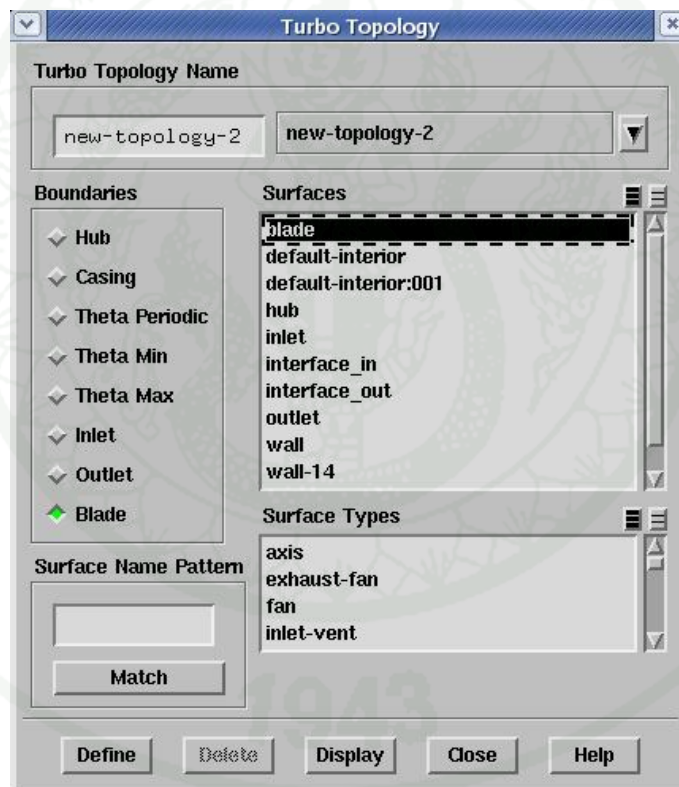 Turbo Topology
Turbo Topology Name
new-topology-2
new-topology-2
Boundaries
Hub
Casing
Theta Periodic
Theta Min
Theta Max
Inlet
Outlet
Blade
Surface Name Pattern
Match
Surfaces
blade
default-interior
default-interior:001
hub
inlet
interface_in
interface_out
outlet
wall
wall-14
Surface Types
axis
exhaust-fan
fan
inlet-vent
1943
Define
Delete
Display
Close
Help